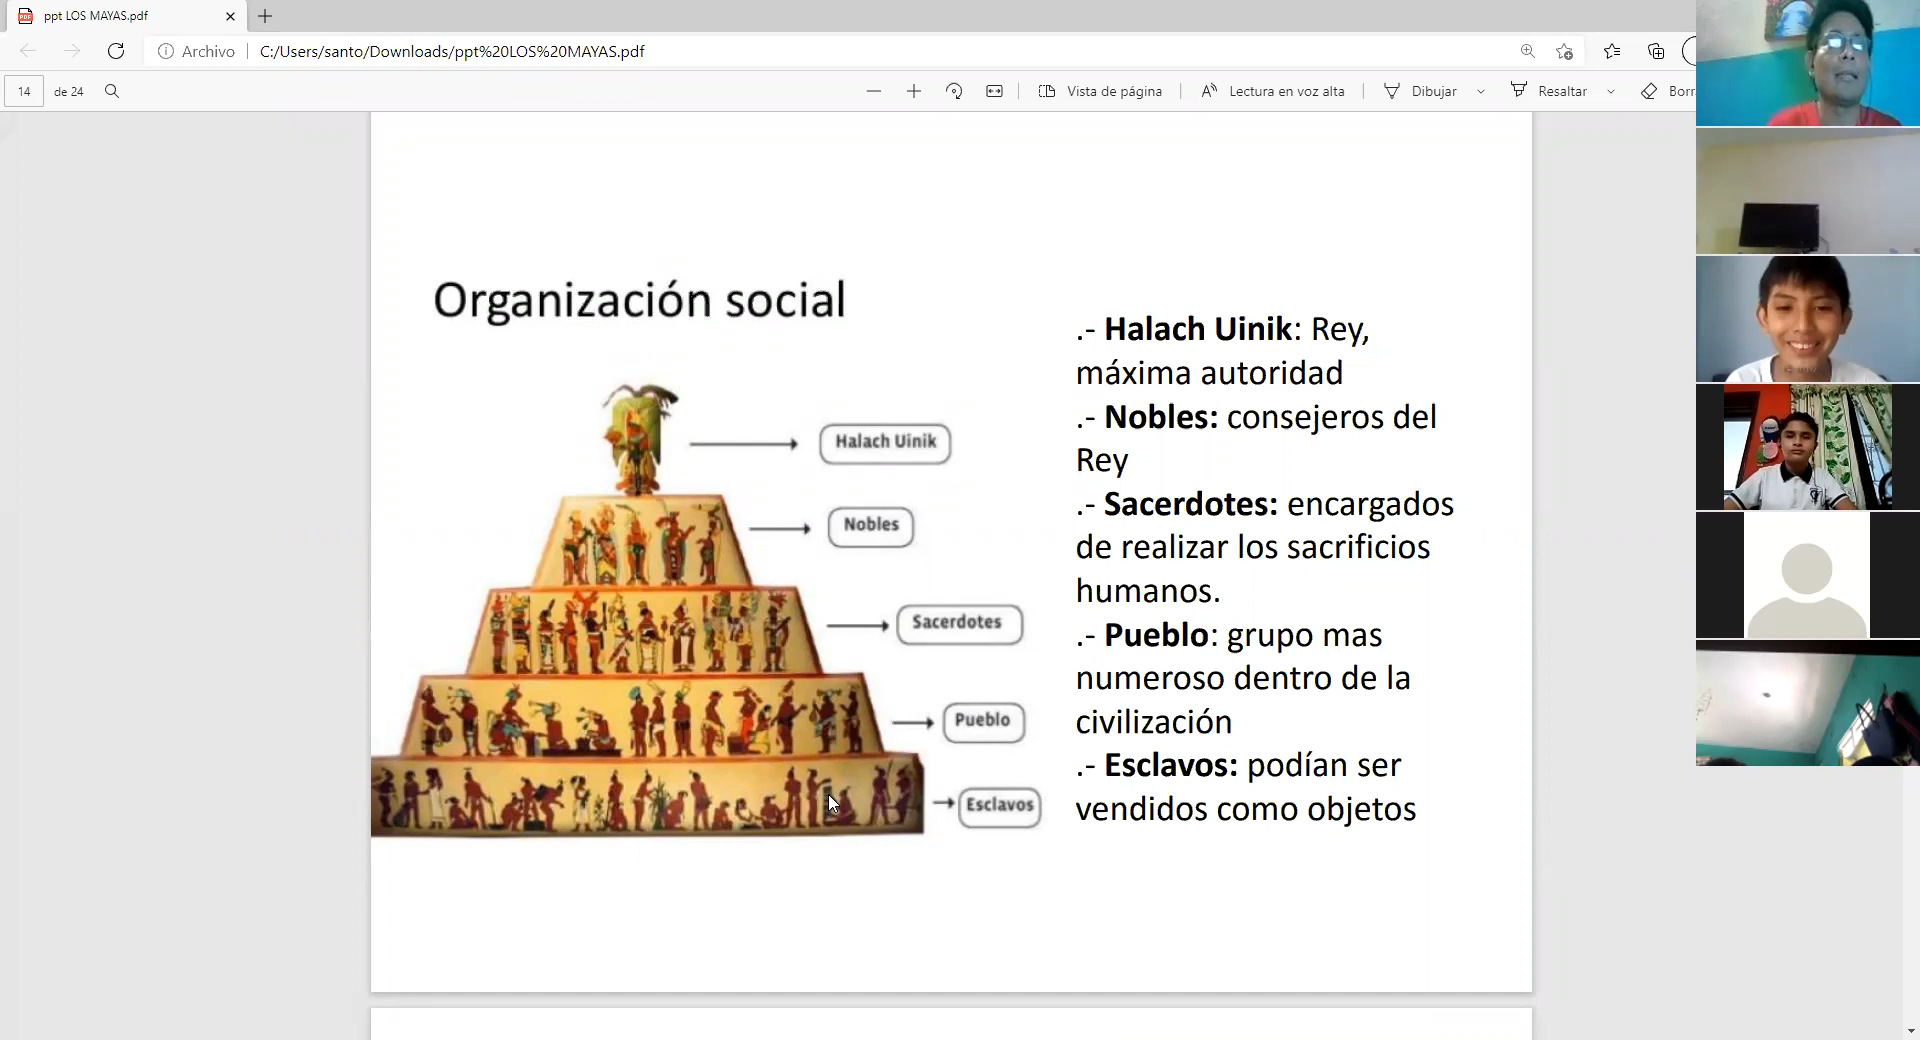 ppt LOS MAYAS.pdf
Archivo
C:/Users/santo/Downloads/ppt%20LOS%20MAYAS.pdf
14 de 24
Vista de página
Lectura en voz alta
Dibujar
Resaltar
Borr
Organización social
Halach Uinik
Nobles
Sacerdotes
Pueblo
Esclavos
.- Halach Uinik: Rey,
máxima autoridad
.- Nobles: consejeros del
Rey
.- Sacerdotes: encargados
de realizar los sacrificios
humanos.
.- Pueblo: grupo mas
numeroso dentro de la
civilización
.- Esclavos: podían ser
vendidos como objetos